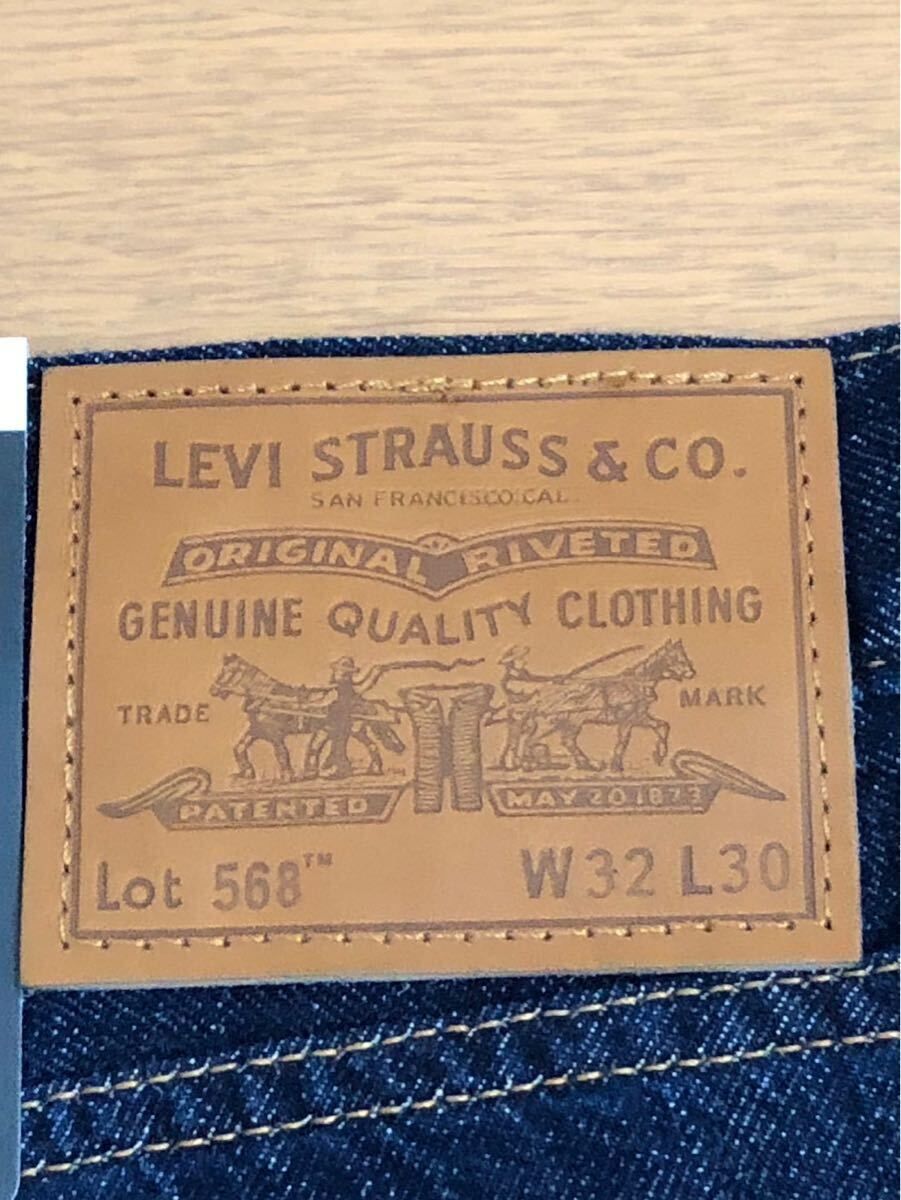 LEVI STRAUSS & CO.
SAN FRANCISCO CAL.
ORIGINAL RIVETED
GENUINE QUALITY CLOTHING
TRADE MARK
PATENTED MAY 20 1873
Lot 568™ W32 L30